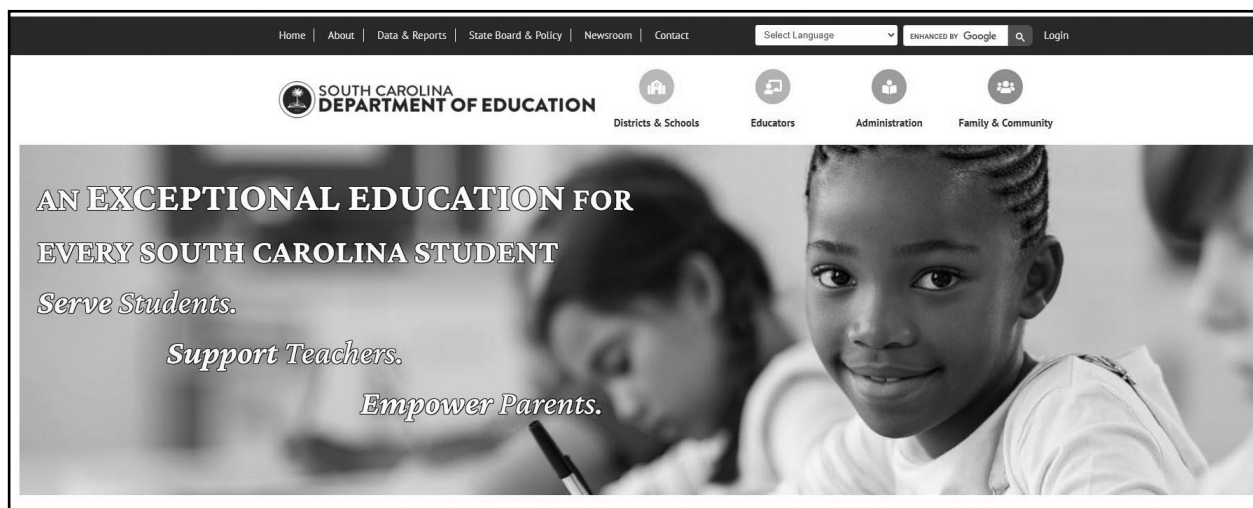 Home | About | Data & Reports | State Board & Policy | Newsroom | Contact Select Language ENHANCED BY Google Login
SOUTH CAROLINA
DEPARTMENT OF EDUCATION
Districts & Schools Educators Administration Family & Community
AN EXCEPTIONAL EDUCATION FOR
EVERY SOUTH CAROLINA STUDENT
Serve Students.
Support Teachers.
Empower Parents.